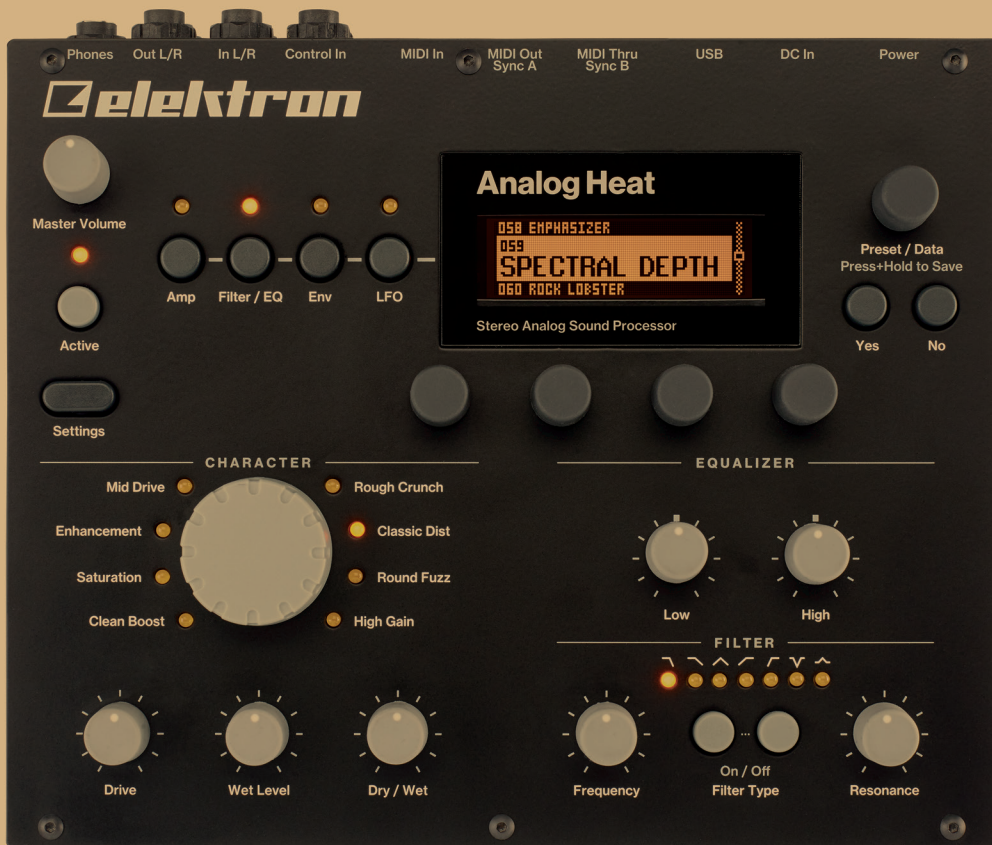 Phones
Out L/R
In L/R
Control In
MIDI In
MIDI Out
Sync A
MIDI Thru
Sync B
USB
DC In
Power
elektron
Master Volume
Active
Settings
Amp
Filter / EQ
Env
LFO
Analog Heat
058 EMPHASIZER
059
SPECTRAL DEPTH
060 ROCK LOBSTER
Stereo Analog Sound Processor
Preset / Data
Press+Hold to Save
Yes
No
CHARACTER
Mid Drive
Rough Crunch
Enhancement
Classic Dist
Saturation
Round Fuzz
Clean Boost
High Gain
EQUALIZER
Low
High
FILTER
Drive
Wet Level
Dry / Wet
Frequency
On / Off
Filter Type
Resonance